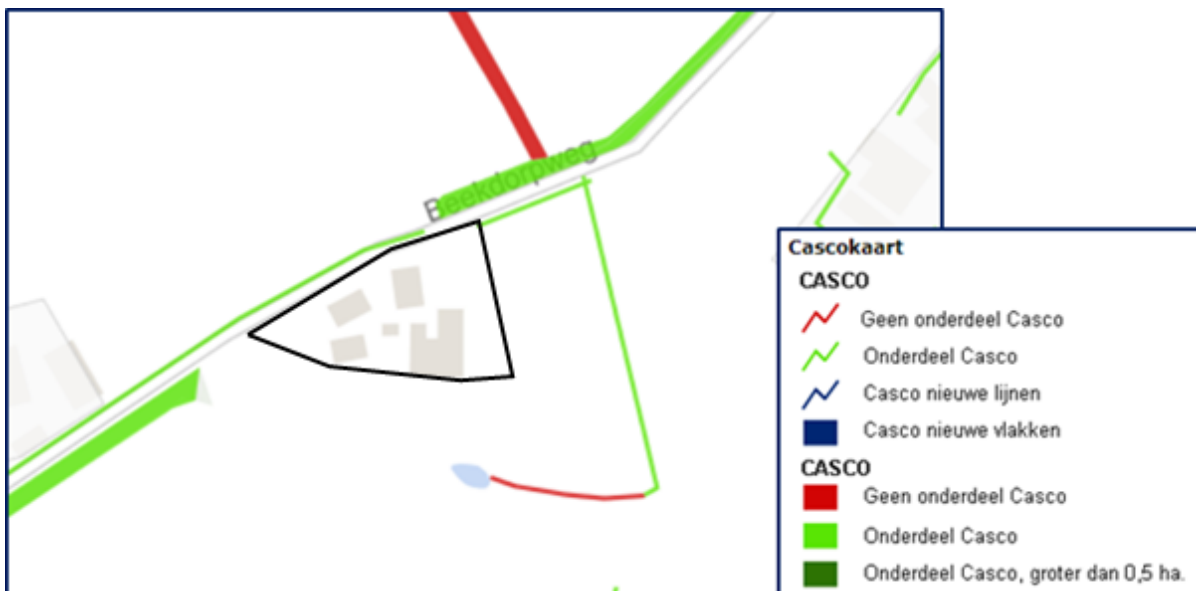 Beekdorpweg
Cascokaart
CASCO
Geen onderdeel Casco
Onderdeel Casco
Casco nieuwe lijnen
Casco nieuwe vlakken
CASCO
Geen onderdeel Casco
Onderdeel Casco
Onderdeel Casco, groter dan 0,5 ha.